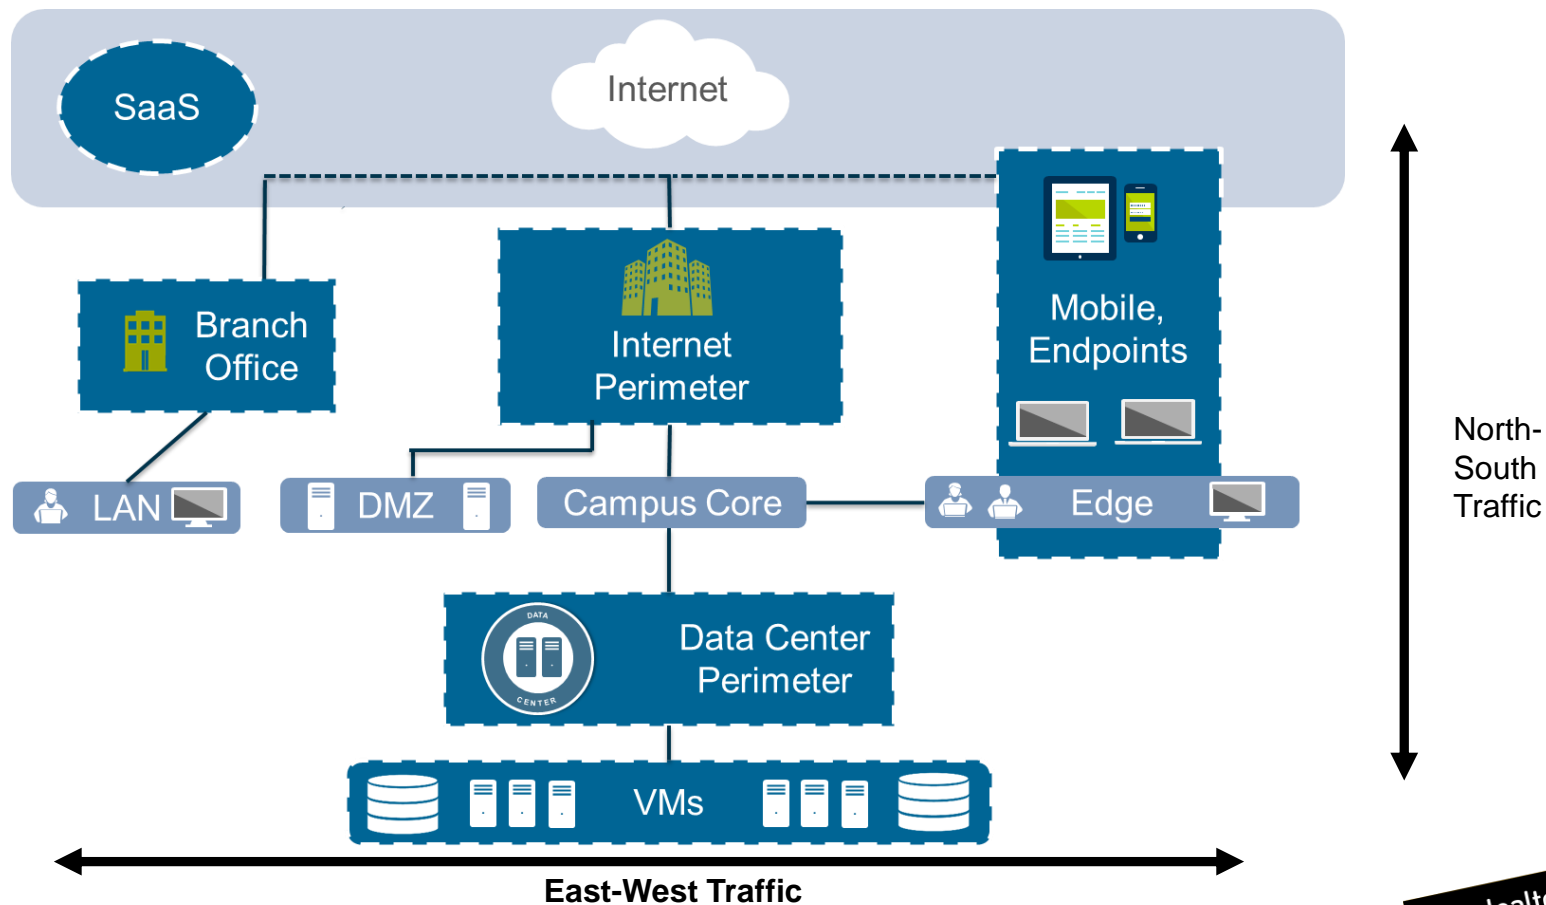 SaaS
Internet
Branch
Office
Internet
Perimeter
Mobile,
Endpoints
North-
South
Traffic
LAN
DMZ
Campus Core
Edge
DATA
CENTER
Data Center
Perimeter
VMs
East-West Traffic